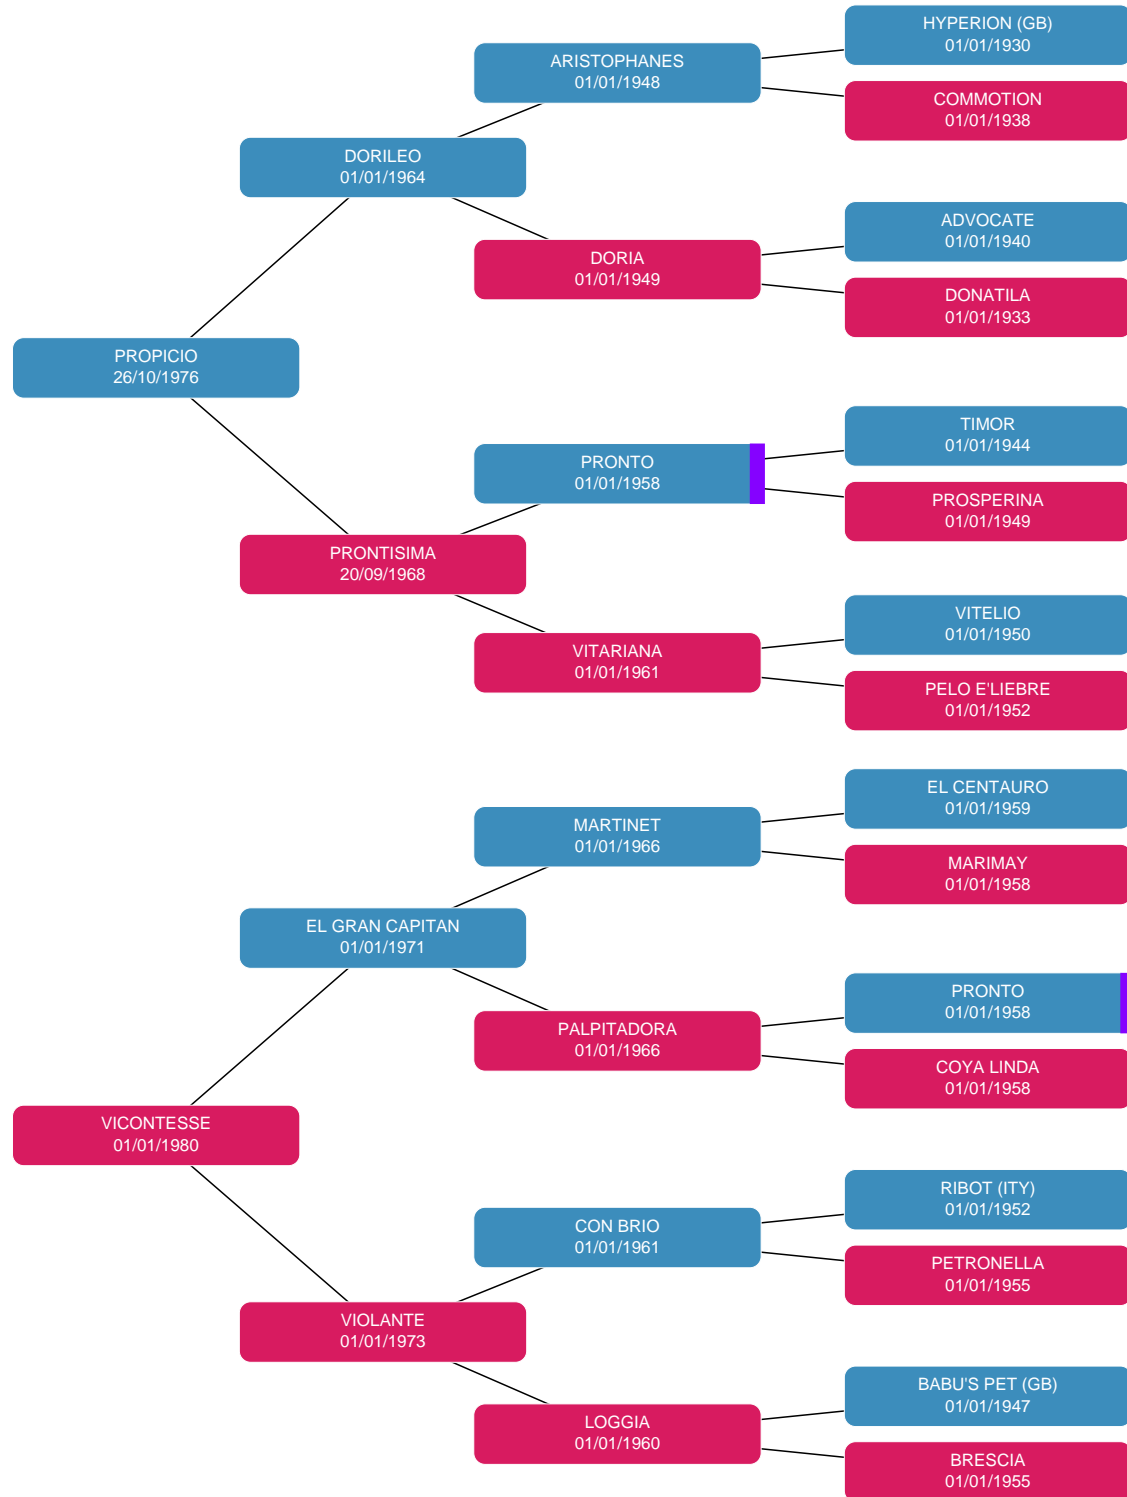 HYPERION (GB)
01/01/1930
ARISTOPHANES
01/01/1948
COMMOTION
01/01/1938
DORILEO
01/01/1964
ADVOCATE
01/01/1940
DORIA
01/01/1949
DONATILA
01/01/1933
PROPICIO
26/10/1976
TIMOR
01/01/1944
PRONTO
01/01/1958
PROSPERINA
01/01/1949
PRONTISIMA
20/09/1968
VITELIO
01/01/1950
VITARIANA
01/01/1961
PELO E'LIEBRE
01/01/1952
EL CENTAURO
01/01/1959
MARTINET
01/01/1966
MARIMAY
01/01/1958
EL GRAN CAPITAN
01/01/1971
PRONTO
01/01/1958
PALPITADORA
01/01/1966
COYA LINDA
01/01/1958
VICONTESSE
01/01/1980
RIBOT (ITY)
01/01/1952
CON BRIO
01/01/1961
PETRONELLA
01/01/1955
VIOLANTE
01/01/1973
BABU'S PET (GB)
01/01/1947
LOGGIA
01/01/1960
BRESCIA
01/01/1955